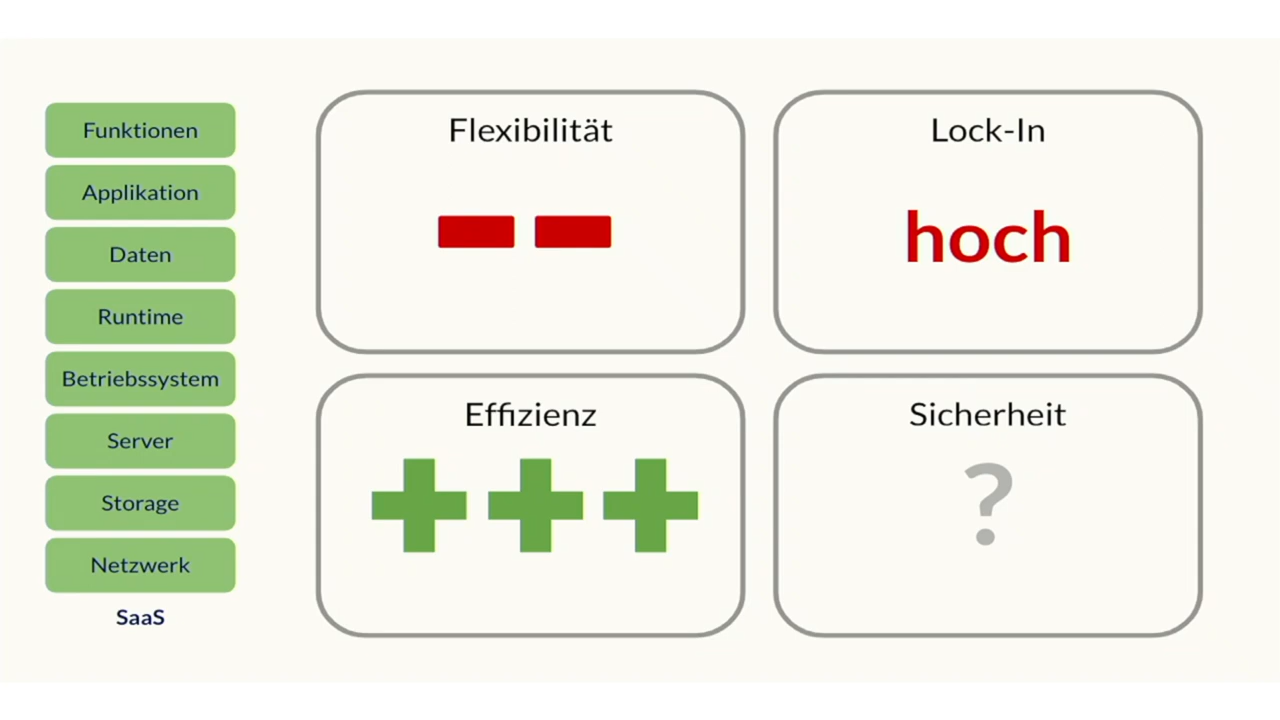 Funktionen
Applikation
Daten
Runtime
Betriebssystem
Server
Storage
Netzwerk
SaaS
Flexibilität
Lock-In
hoch
Effizienz
Sicherheit
?